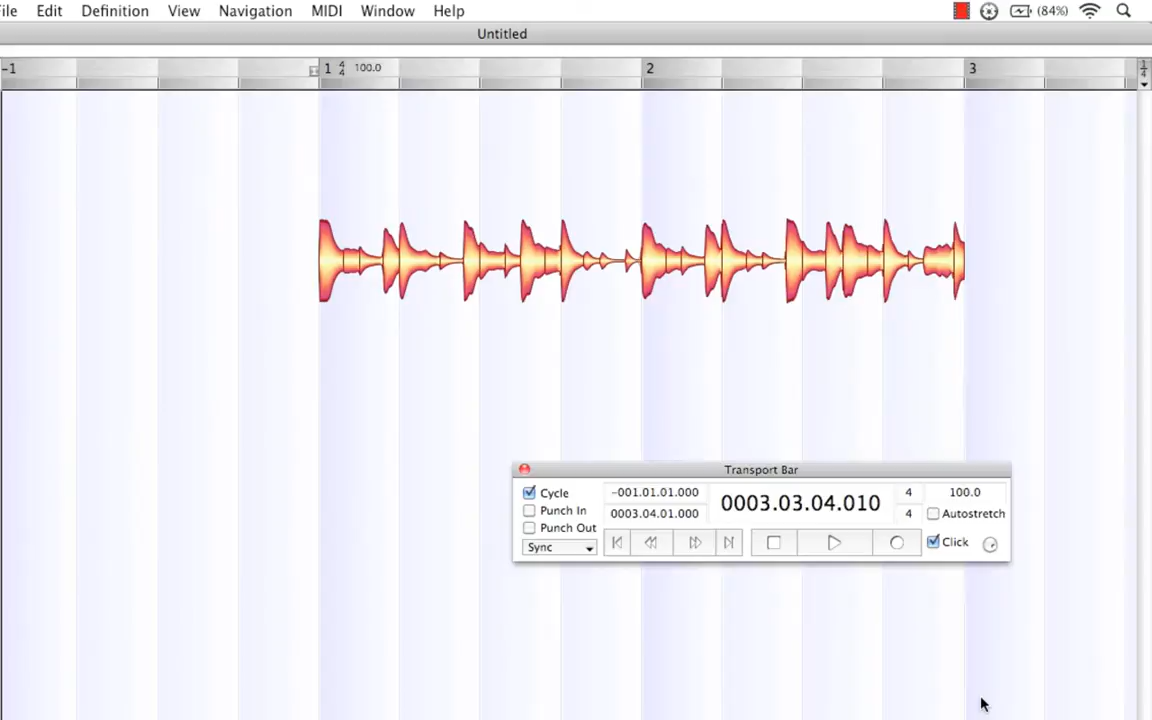 ile Edit Definition View Navigation MIDI Window Help (84%)
Untitled
-1 1 4/4 100.0 2 3 1/4
Transport Bar
Cycle -001.01.01.000 0003.03.04.010 4 100.0
Punch In 0003.04.01.000 4 Autostretch
Punch Out
Sync Click